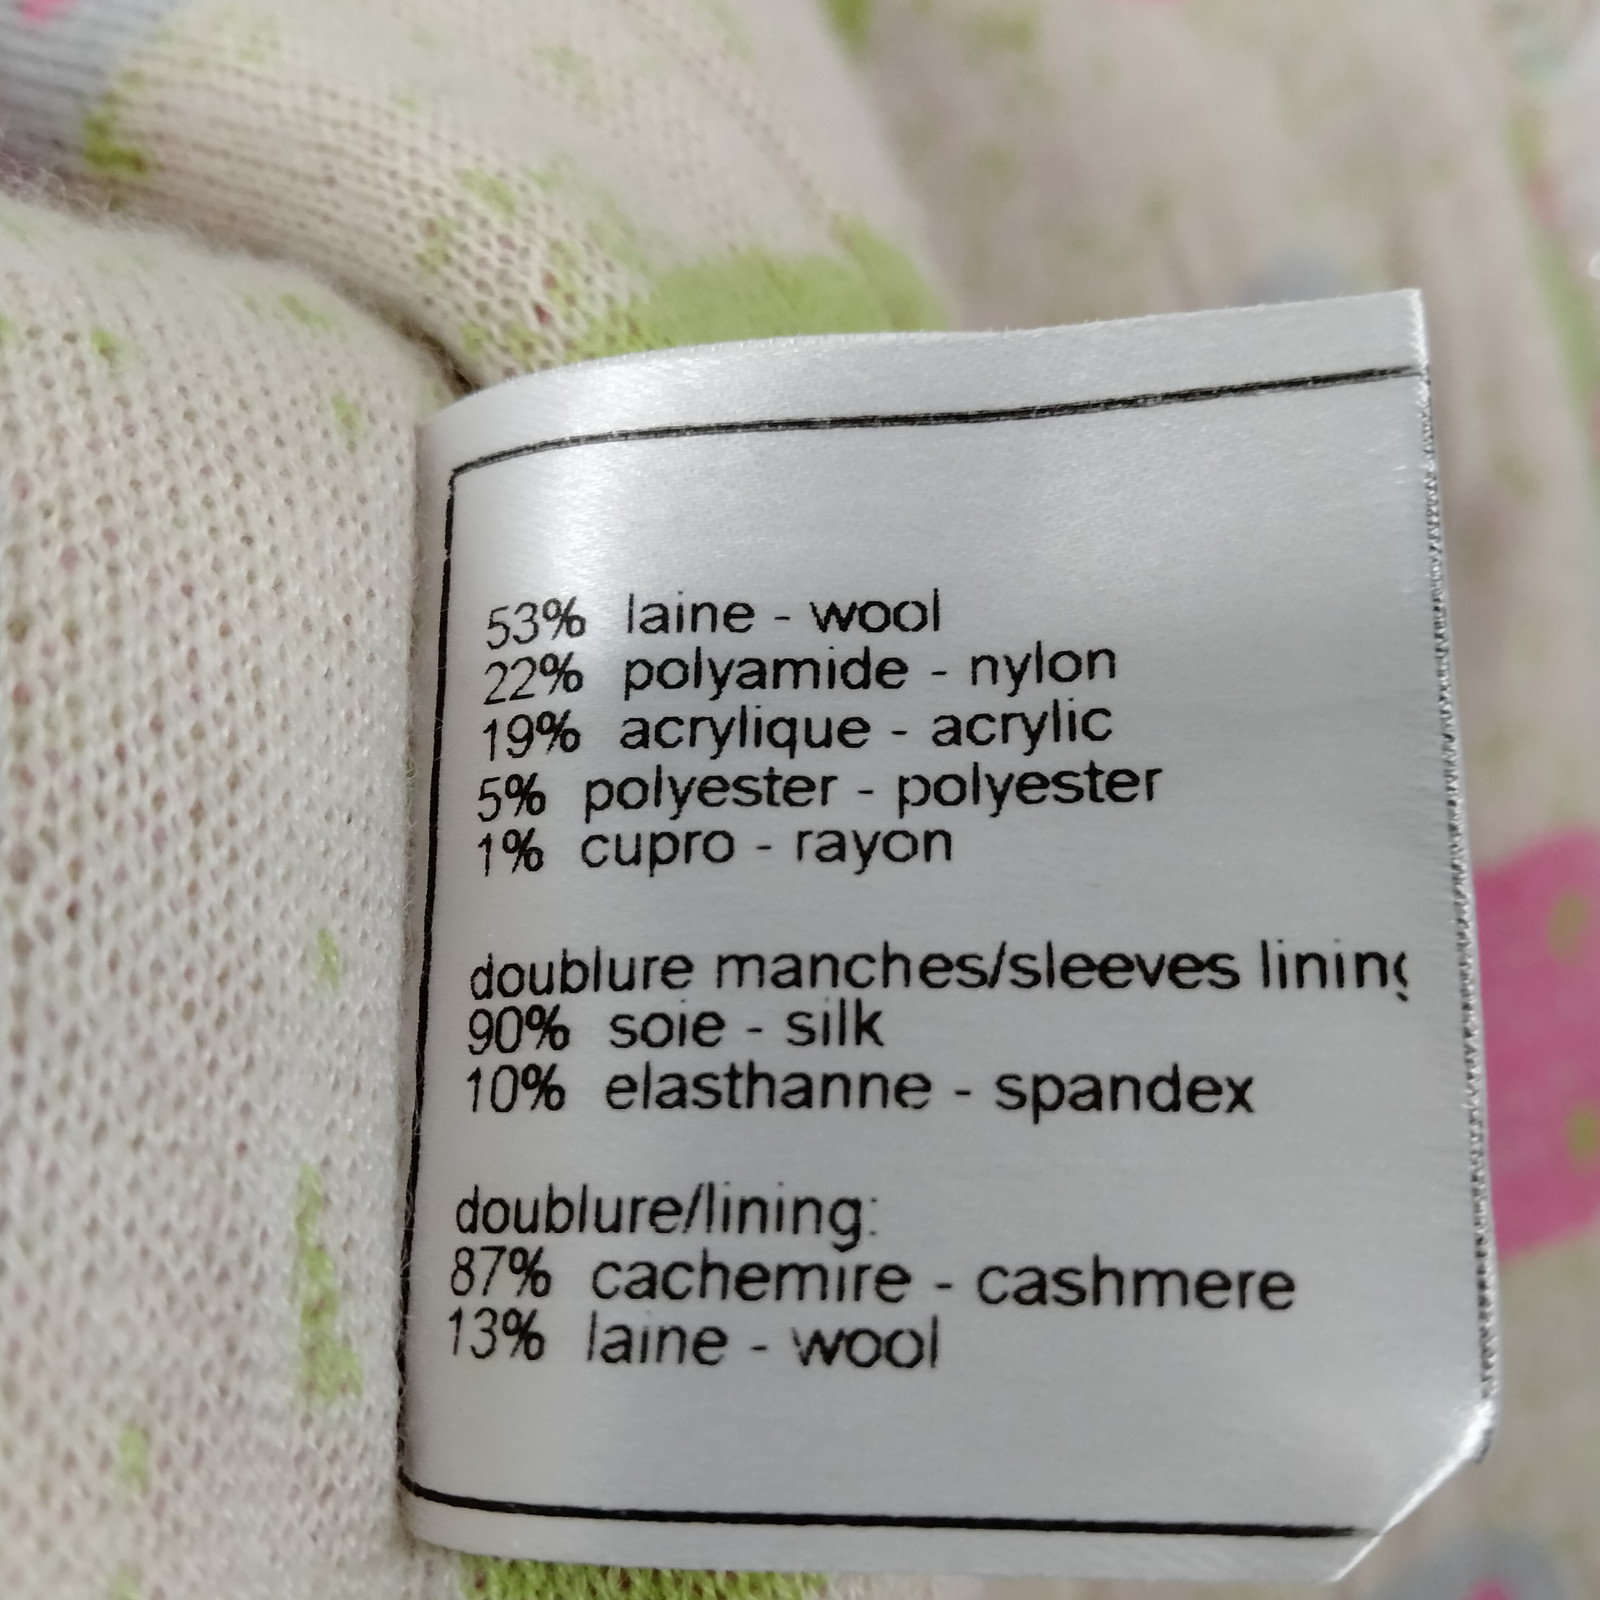 53% laine - wool
22% polyamide - nylon
19% acrylique - acrylic
5% polyester - polyester
1% cupro - rayon
doublure manches/sleeves lining
90% soie - silk
10% elasthanne - spandex
doublure/lining:
87% cachemire - cashmere
13% laine - wool